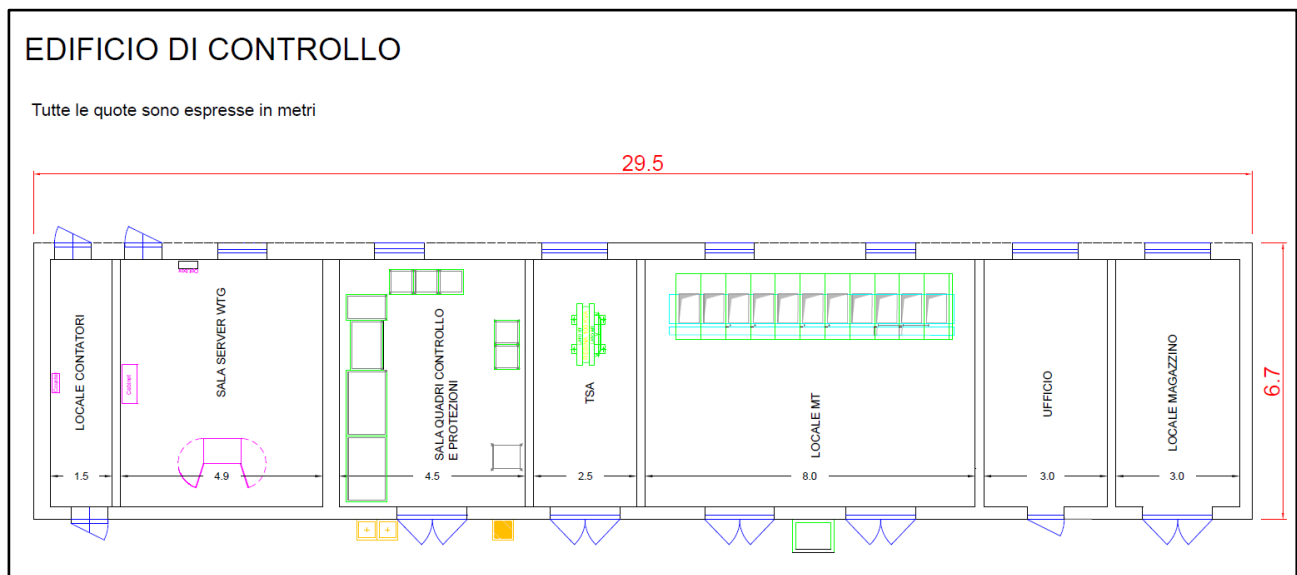 EDIFICIO DI CONTROLLO
Tutte le quote sono espresse in metri
29.5
6.7
LOCALE CONTATORI
SALA SERVER WTG
SALA QUADRI CONTROLLO
E PROTEZIONI
TSA
LOCALE MT
UFFICIO
LOCALE MAGAZZINO
Cabinet
1.5
4.9
4.5
2.5
8.0
3.0
3.0